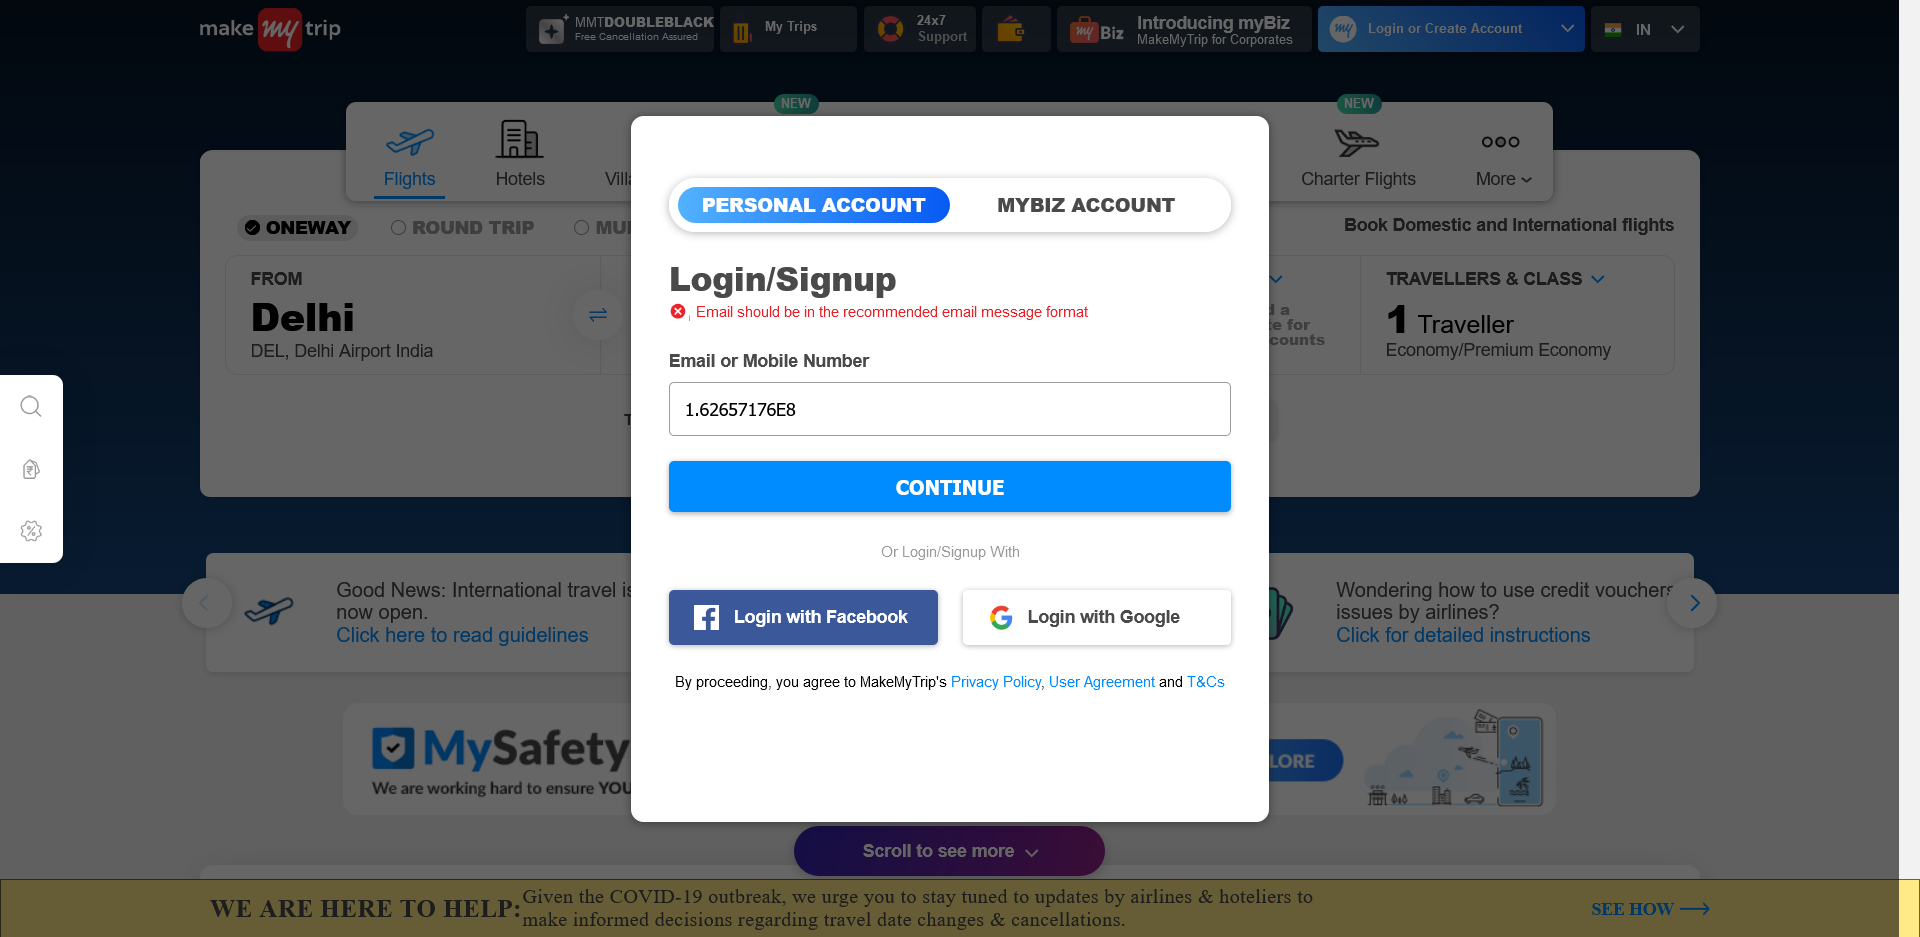 make my trip
MMTDOUBLEBLACK
Free Cancellation Assured
My Trips
24x7
Support
my Biz
Introducing myBiz
MakeMyTrip for Corporates
my
Login or Create Account
IN
NEW
NEW
Flights
Hotels
Charter Flights
More
ONEWAY
ROUND TRIP
Book Domestic and International flights
FROM
Delhi
DEL, Delhi Airport India
TRAVELLERS & CLASS
1 Traveller
Economy/Premium Economy
PERSONAL ACCOUNT
MYBIZ ACCOUNT
Login/Signup
Email should be in the recommended email message format
Email or Mobile Number
1.62657176E8
CONTINUE
Or Login/Signup With
Login with Facebook
Login with Google
By proceeding, you agree to MakeMyTrip's Privacy Policy, User Agreement and T&Cs
Good News: International travel is
now open.
Click here to read guidelines
Wondering how to use credit vouchers
issues by airlines?
Click for detailed instructions
MySafety
We are working hard to ensure YOU
Scroll to see more
WE ARE HERE TO HELP:
Given the COVID-19 outbreak, we urge you to stay tuned to updates by airlines & hoteliers to
make informed decisions regarding travel date changes & cancellations.
SEE HOW